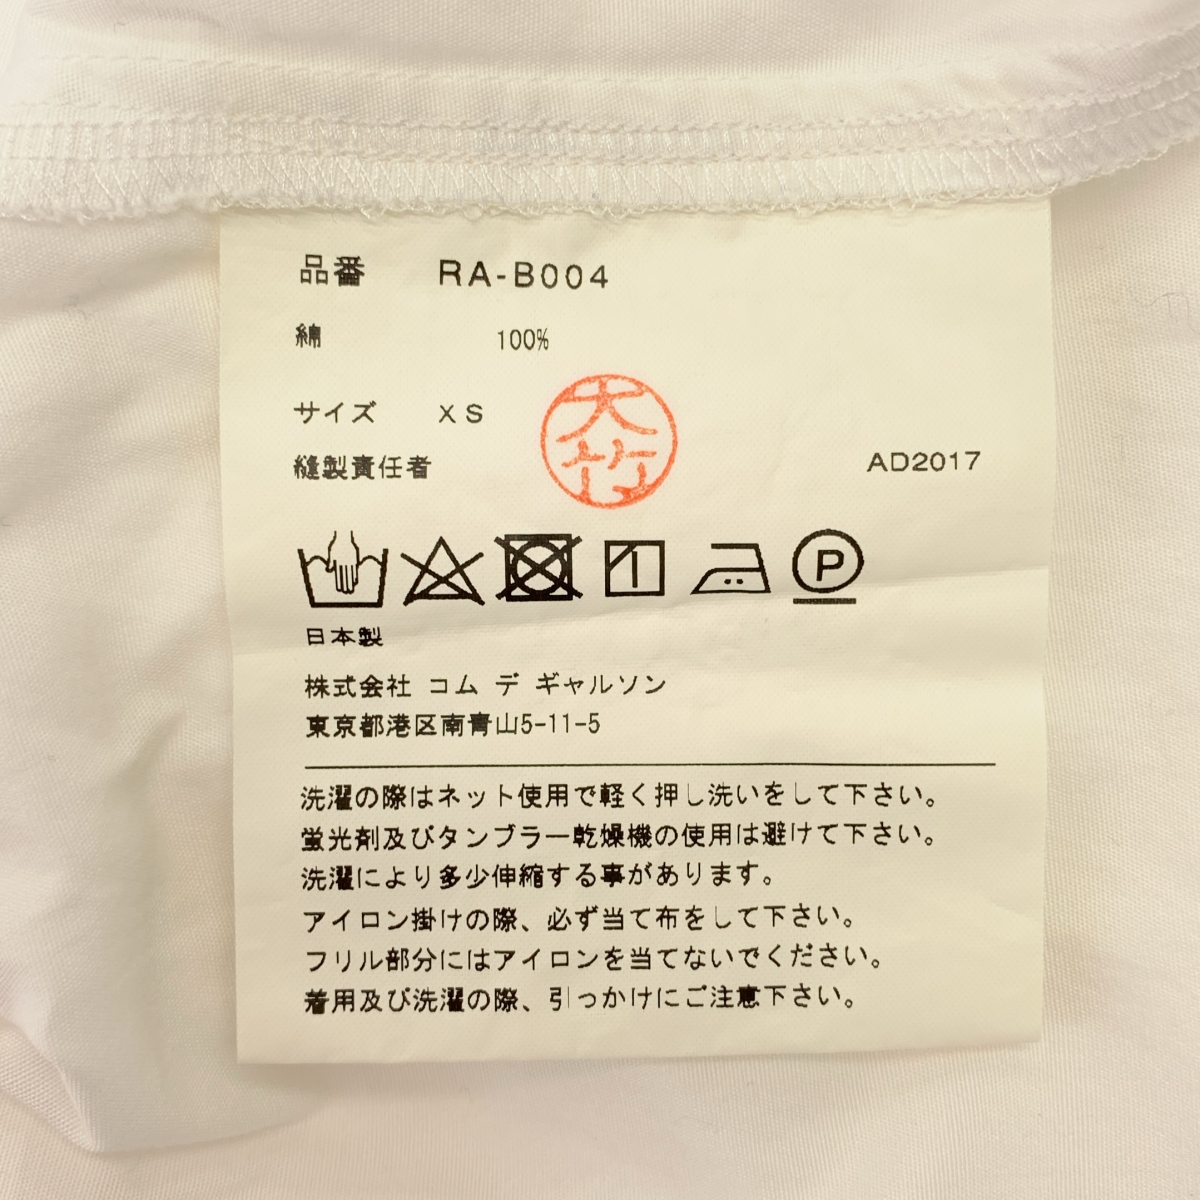 品番 RA-B004
綿 100%
サイズ XS
大竹
縫製責任者 AD2017
P
日本製
株式会社 コム デ ギャルソン
東京都港区南青山5-11-5
洗濯の際はネット使用で軽く押し洗いをして下さい。
蛍光剤及びタンブラー乾燥機の使用は避けて下さい。
洗濯により多少伸縮する事があります。
アイロン掛けの際、必ず当て布をして下さい。
フリル部分にはアイロンを当てないでください。
着用及び洗濯の際、引っかけにご注意下さい。